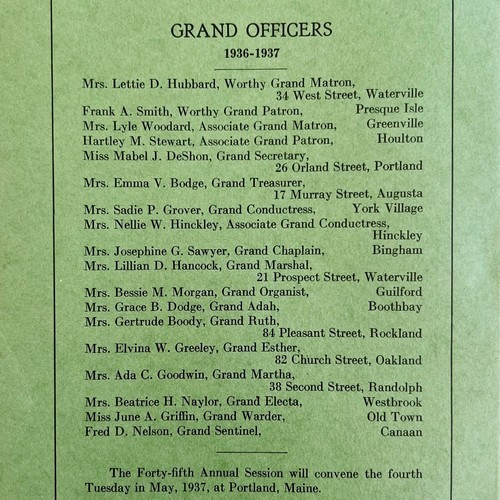 GRAND OFFICERS
1936-1937
Mrs. Lettie D. Hubbard, Worthy Grand Matron,
34 West Street, Waterville
Frank A. Smith, Worthy Grand Patron, Presque Isle
Mrs. Lyle Woodard, Associate Grand Matron, Greenville
Hartley M. Stewart, Associate Grand Patron, Houlton
Miss Mabel J. DeShon, Grand Secretary,
26 Orland Street, Portland
Mrs. Emma V. Bodge, Grand Treasurer,
17 Murray Street, Augusta
Mrs. Sadie P. Grover, Grand Conductress, York Village
Mrs. Nellie W. Hinckley, Associate Grand Conductress,
Hinckley
Mrs. Josephine G. Sawyer, Grand Chaplain, Bingham
Mrs. Lillian D. Hancock, Grand Marshal,
21 Prospect Street, Waterville
Mrs. Bessie M. Morgan, Grand Organist, Guilford
Mrs. Grace B. Dodge, Grand Adah, Boothbay
Mrs. Gertrude Boody, Grand Ruth,
84 Pleasant Street, Rockland
Mrs. Elvina W. Greeley, Grand Esther,
82 Church Street, Oakland
Mrs. Ada C. Goodwin, Grand Martha,
38 Second Street, Randolph
Mrs. Beatrice H. Naylor, Grand Electa, Westbrook
Miss June A. Griffin, Grand Warder, Old Town
Fred D. Nelson, Grand Sentinel, Canaan
The Forty-fifth Annual Session will convene the fourth
Tuesday in May, 1937, at Portland, Maine.